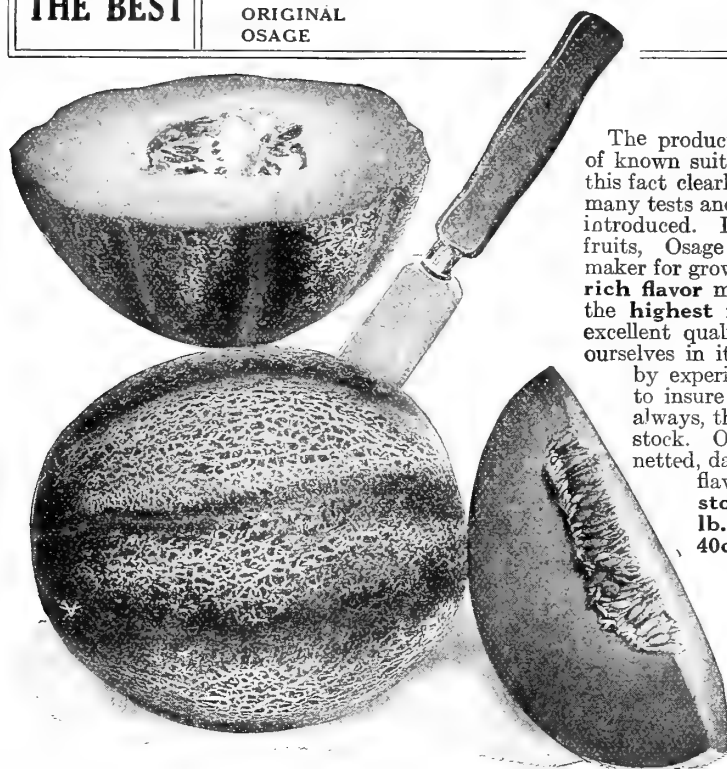 THE BEST
ORIGINAL
OSAGE
The produc
of known suit
this fact clearl
many tests and
introduced. I
fruits, Osage
maker for grow
rich flavor m
the highest
excellent quali
ourselves in it
by experi
to insure
always, th
stock. O
netted, da
flav
sto
lb.
40c